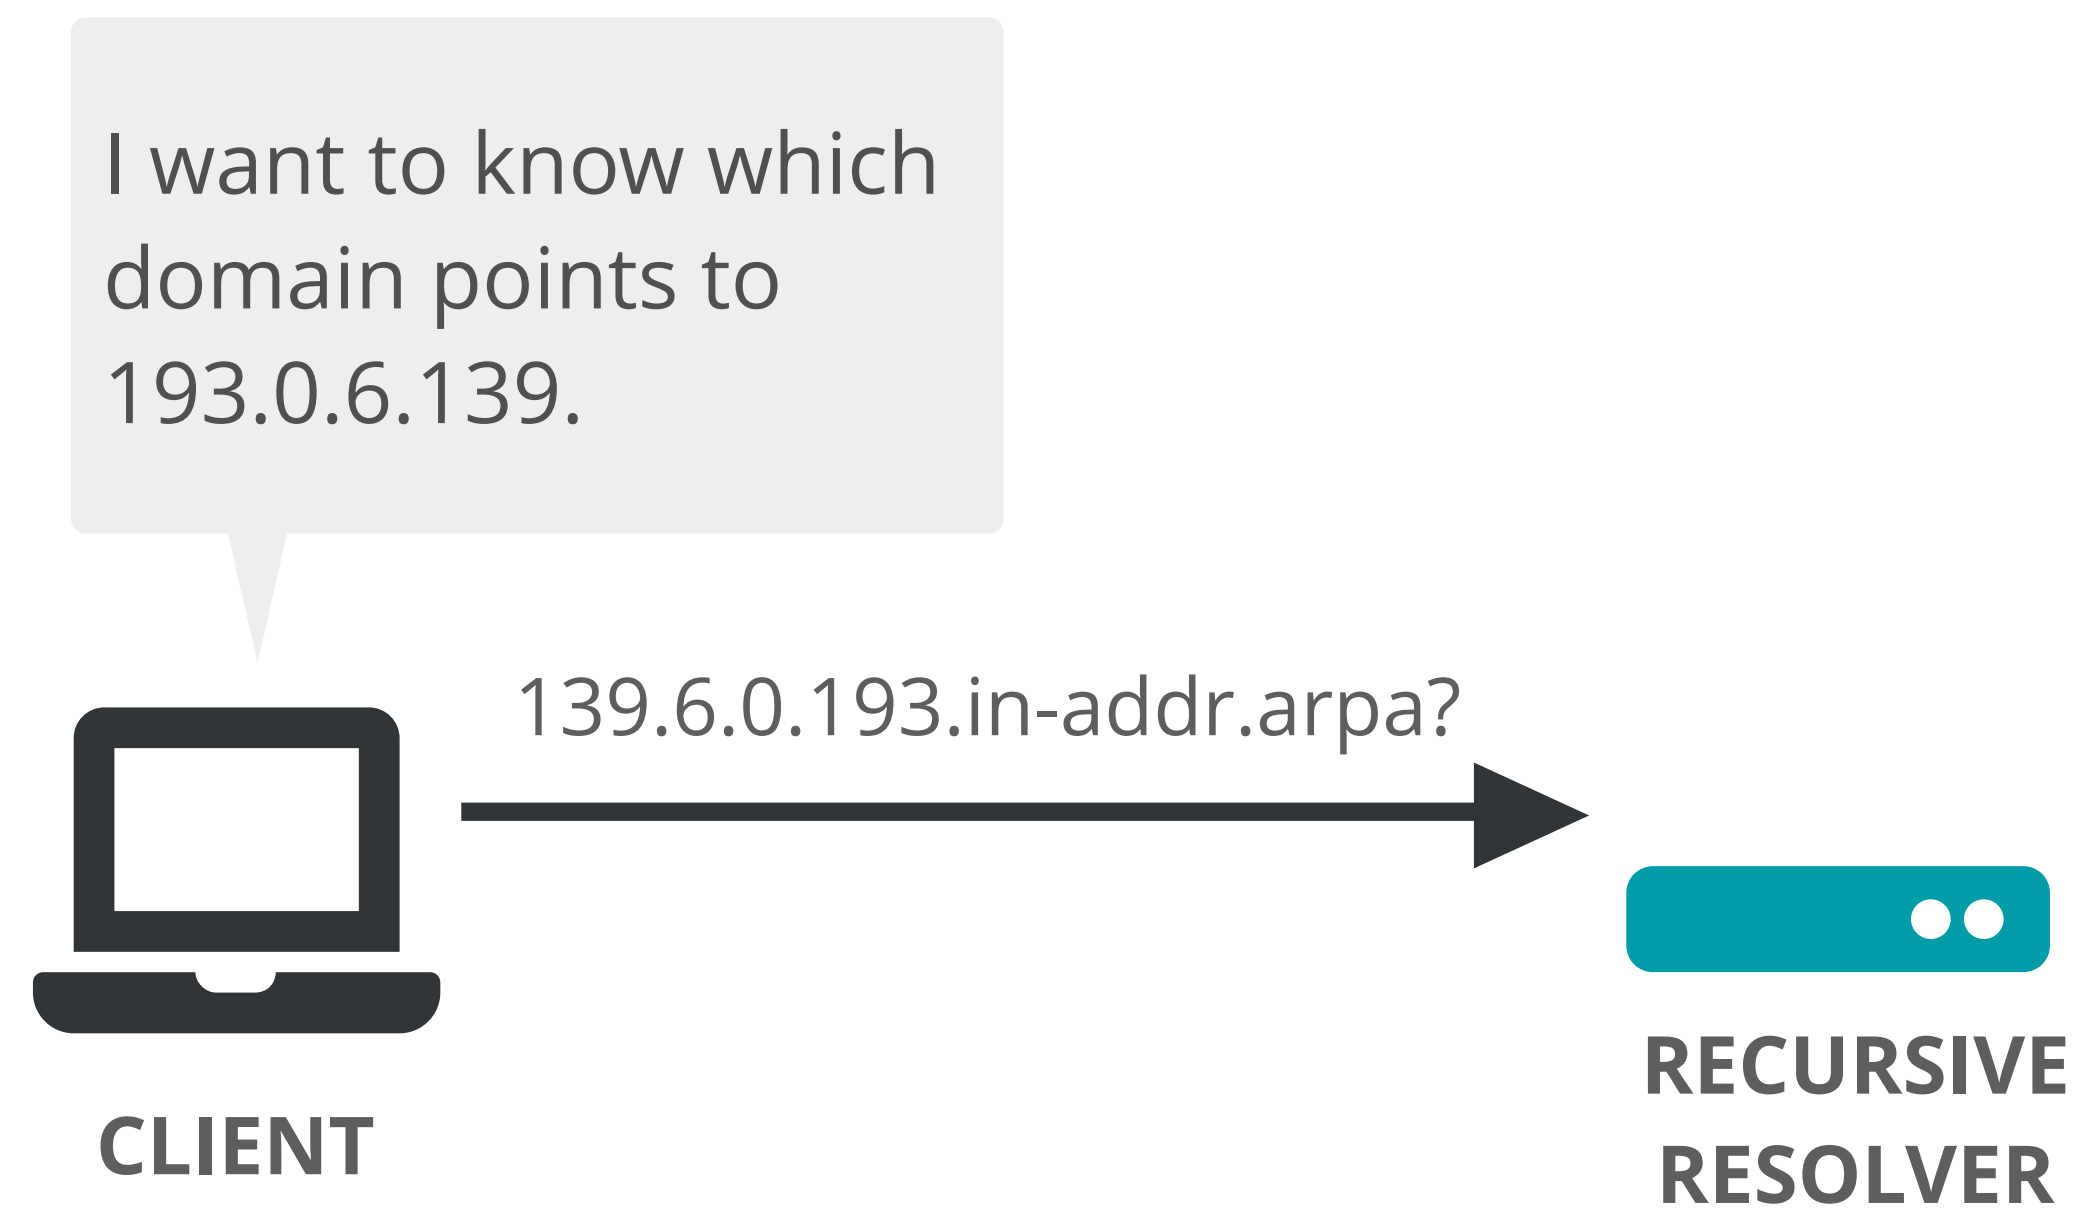 I want to know which
domain points to
193.0.6.139.
139.6.0.193.in-addr.arpa?
CLIENT
RECURSIVE
RESOLVER